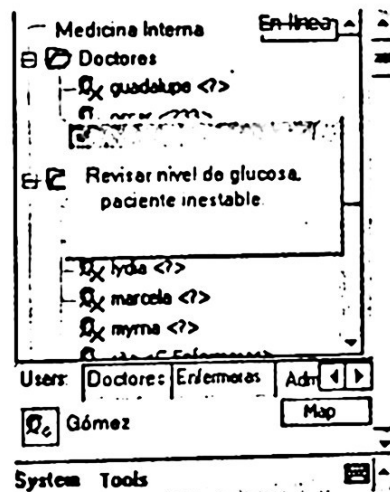 Medicina Interna
En línea
Doctores
guadalupe <?>
Revisar nivel de glucosa,
paciente inestable.
lydia <?>
marcela <?>
myrna <?>
Users: Doctores Enfermeras Adm
Map
Gómez
System Tools